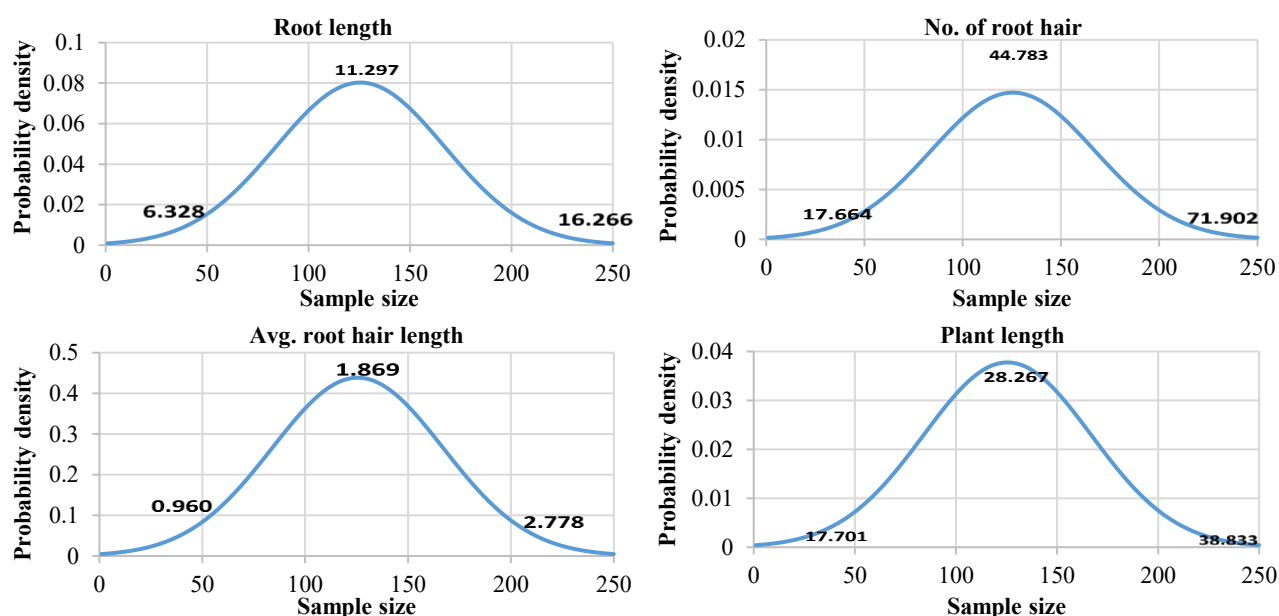 Root length
Probability density
0.1
0.08
0.06
0.04
0.02
0
11.297
6.328
16.266
0 50 100 150 200 250
Sample size
No. of root hair
Probability density
0.02
0.015
0.01
0.005
0
44.783
17.664
71.902
0 50 100 150 200 250
Sample size
Avg. root hair length
Probability density
0.5
0.4
0.3
0.2
0.1
0
1.869
0.960
2.778
0 50 100 150 200 250
Sample size
Plant length
Probability density
0.04
0.03
0.02
0.01
0
28.267
17.701
38.833
0 50 100 150 200 250
Sample size